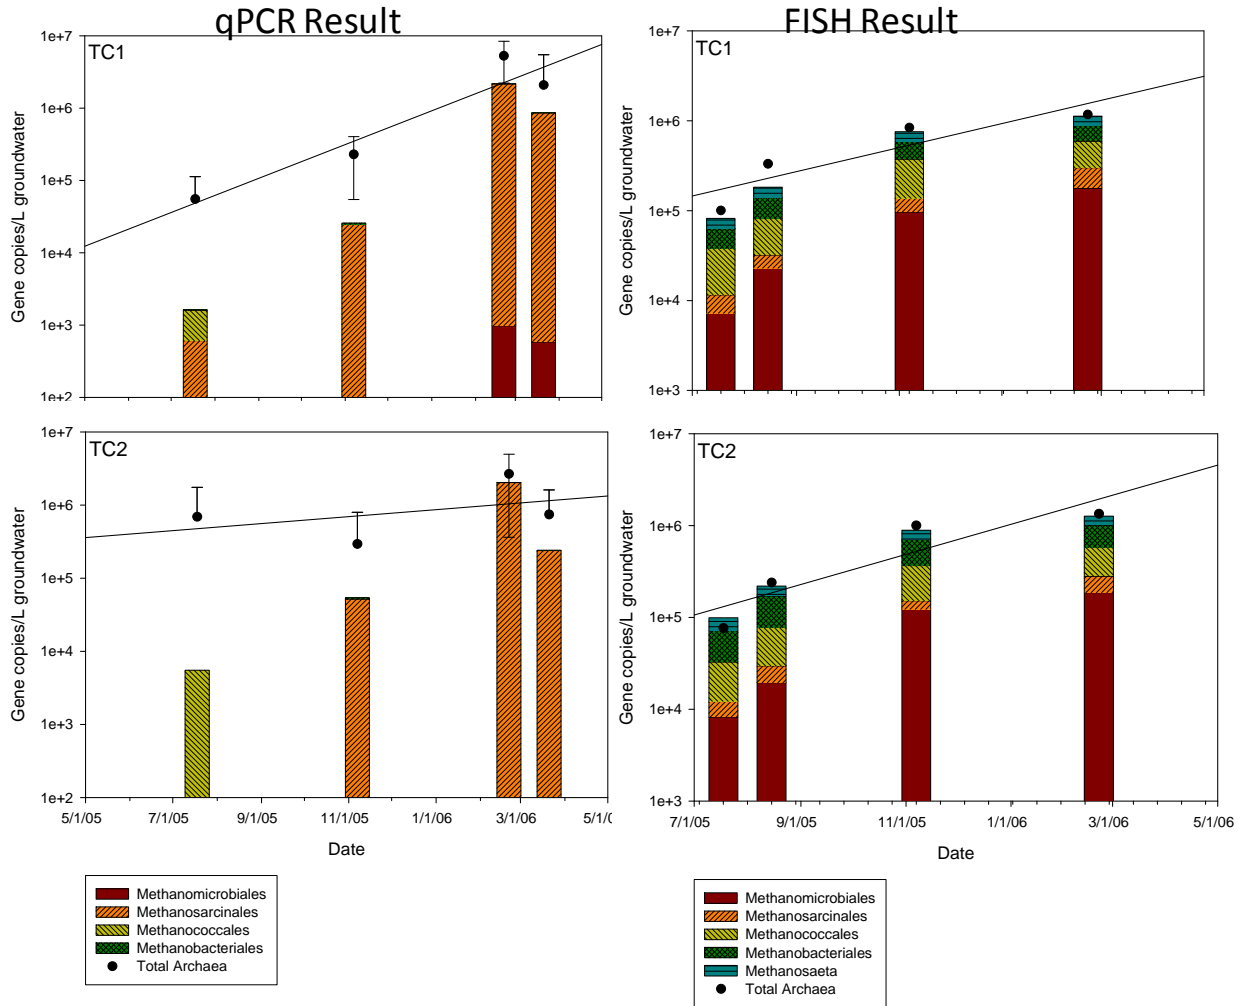 qPCR Result
FISH Result
TC1
1e+7
1e+6
1e+5
1e+4
1e+3
1e+2
Gene copies/L groundwater
TC1
1e+7
1e+6
1e+5
1e+4
1e+3
Gene copies/L groundwater
TC2
1e+7
1e+6
1e+5
1e+4
1e+3
1e+2
Gene copies/L groundwater
5/1/05 7/1/05 9/1/05 11/1/05 1/1/06 3/1/06 5/1/0
Date
TC2
1e+7
1e+6
1e+5
1e+4
1e+3
Gene copies/L groundwater
7/1/05 9/1/05 11/1/05 1/1/06 3/1/06 5/1/06
Date
Methanomicrobiales
Methanosarcinales
Methanococcales
Methanobacteriales
Total Archaea
Methanomicrobiales
Methanosarcinales
Methanococcales
Methanobacteriales
Methanosaeta
Total Archaea